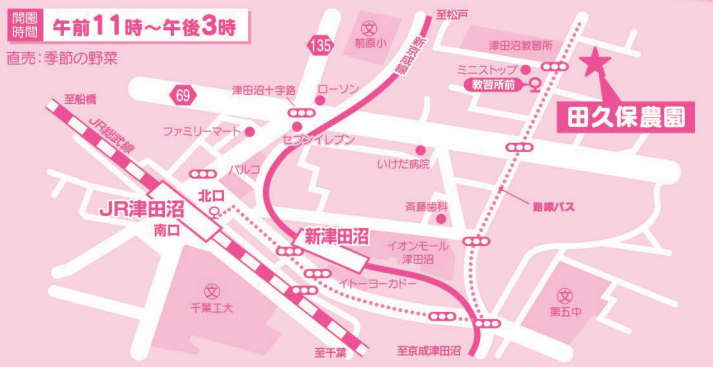 開園
時間
午前11時～午後3時
直売：季節の野菜
至松戸
文
前原小
新京成線
135
津田沼教習所
ミニストップ
教習所前
田久保農園
69
津田沼十字路
ローソン
至船橋
JR総武線
ファミリーマート
セブンイレブン
いけだ病院
パルコ
北口
JR津田沼
南口
斉藤歯科
路線バス
新津田沼
イオンモール
津田沼
イトーヨーカドー
文
千葉工大
文
第五中
至千葉
至京成津田沼